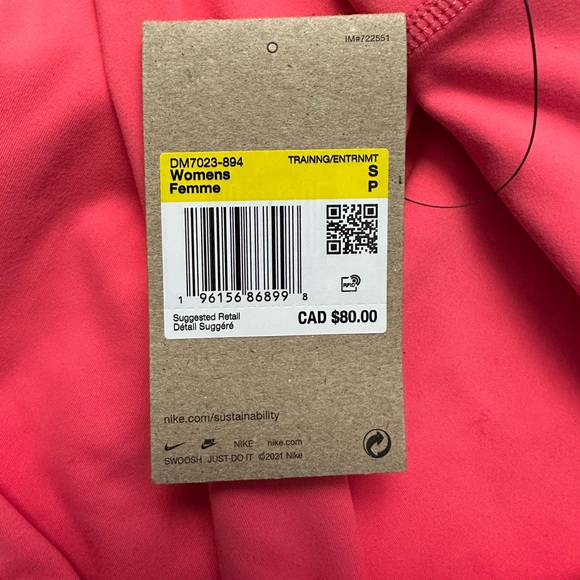 IM#722551
DM7023-894 TRAINNG/ENTRNMT
Womens S
Femme P
RFID
1 96156 86899 8
Suggested Retail
Détail Suggéré
CAD $80.00
nike.com/sustainability
NIKE nike.com
SWOOSH JUST DO IT ©2021 Nike